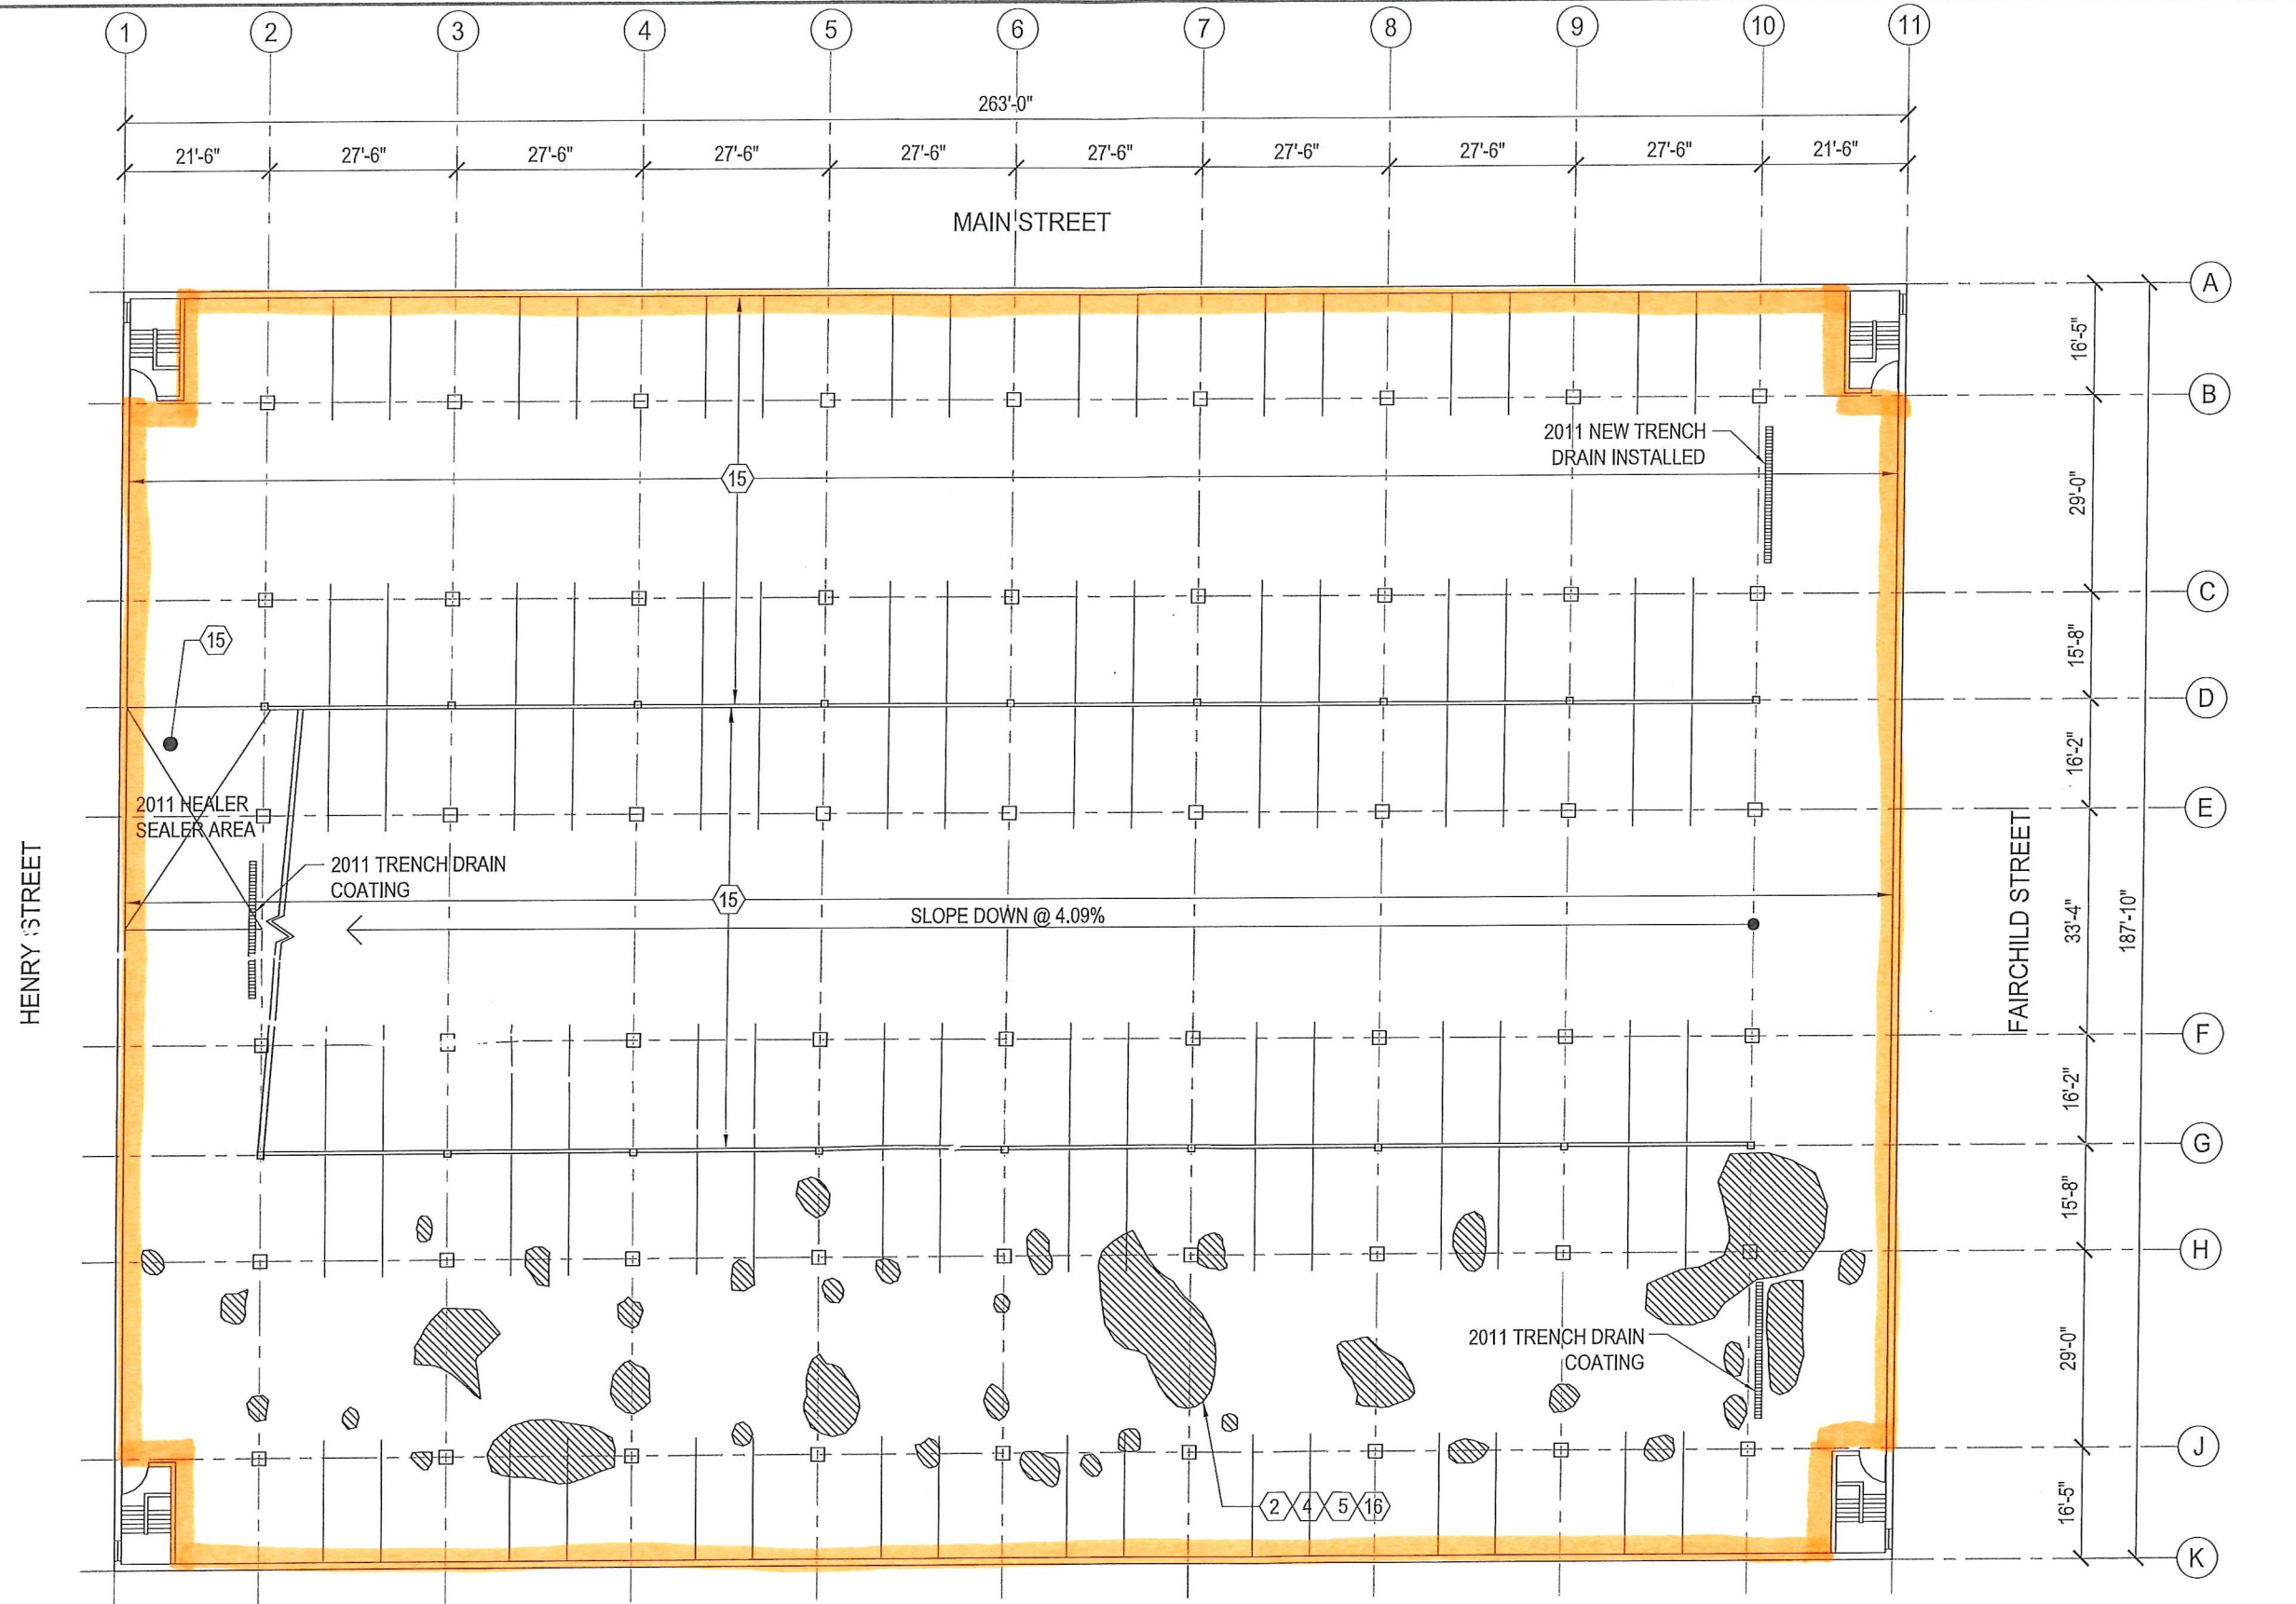 1 2 3 4 5 6 7 8 9 10 11
263'-0"
21'-6" 27'-6" 27'-6" 27'-6" 27'-6" 27'-6" 27'-6" 27'-6" 27'-6" 21'-6"
MAIN STREET
A
16'-5"
B
2011 NEW TRENCH
DRAIN INSTALLED
15
29'-0"
C
15
15'-8"
D
16'-2"
2011 HEALER
SEALER AREA
E
HENRY STREET
2011 TRENCH DRAIN
COATING
15
SLOPE DOWN @ 4.09%
FAIRCHILD STREET
33'-4"
187'-10"
F
16'-2"
G
15'-8"
H
2011 TRENCH DRAIN
COATING
29'-0"
J
2 4 5 16
16'-5"
K